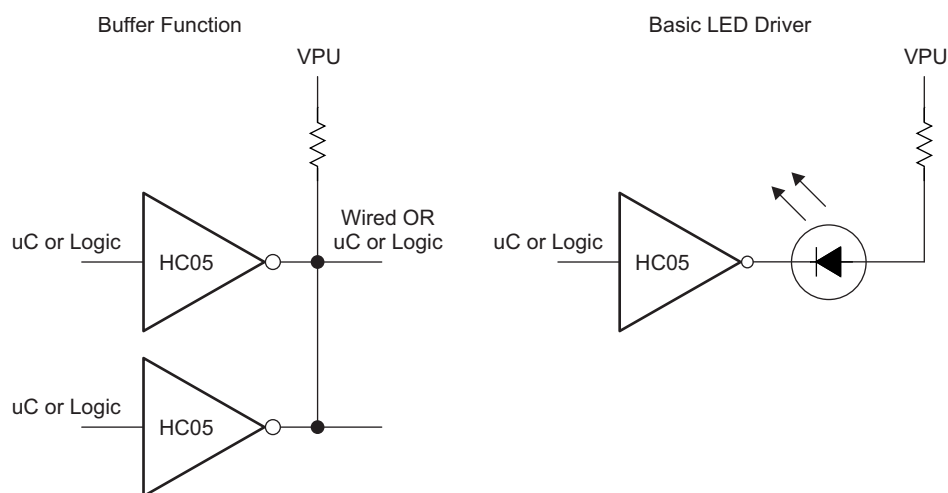 Buffer Function
VPU
uC or Logic
HC05
Wired OR
uC or Logic
uC or Logic
HC05
Basic LED Driver
VPU
uC or Logic
HC05